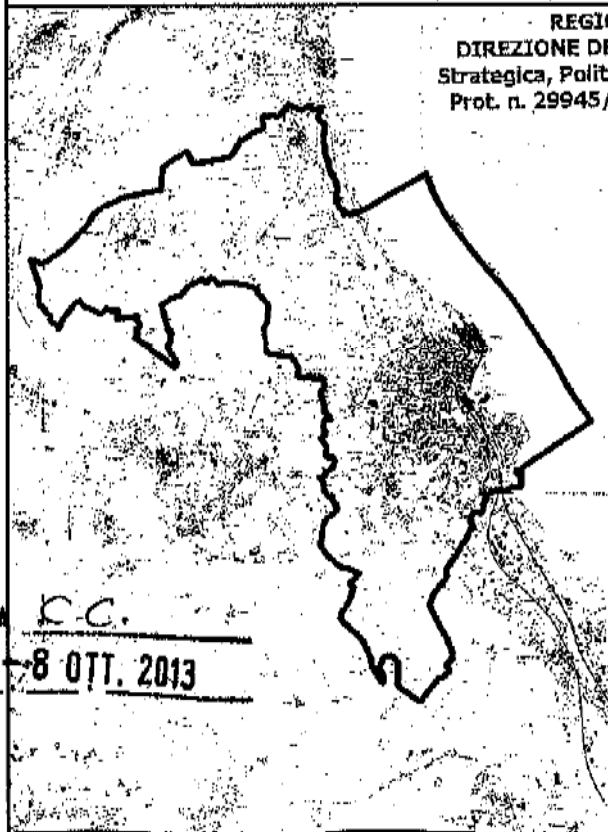 REGIO
DIREZIONE DE
Strategica, Polit
Prot. n. 29945/
C.C.
8 OTT. 2013